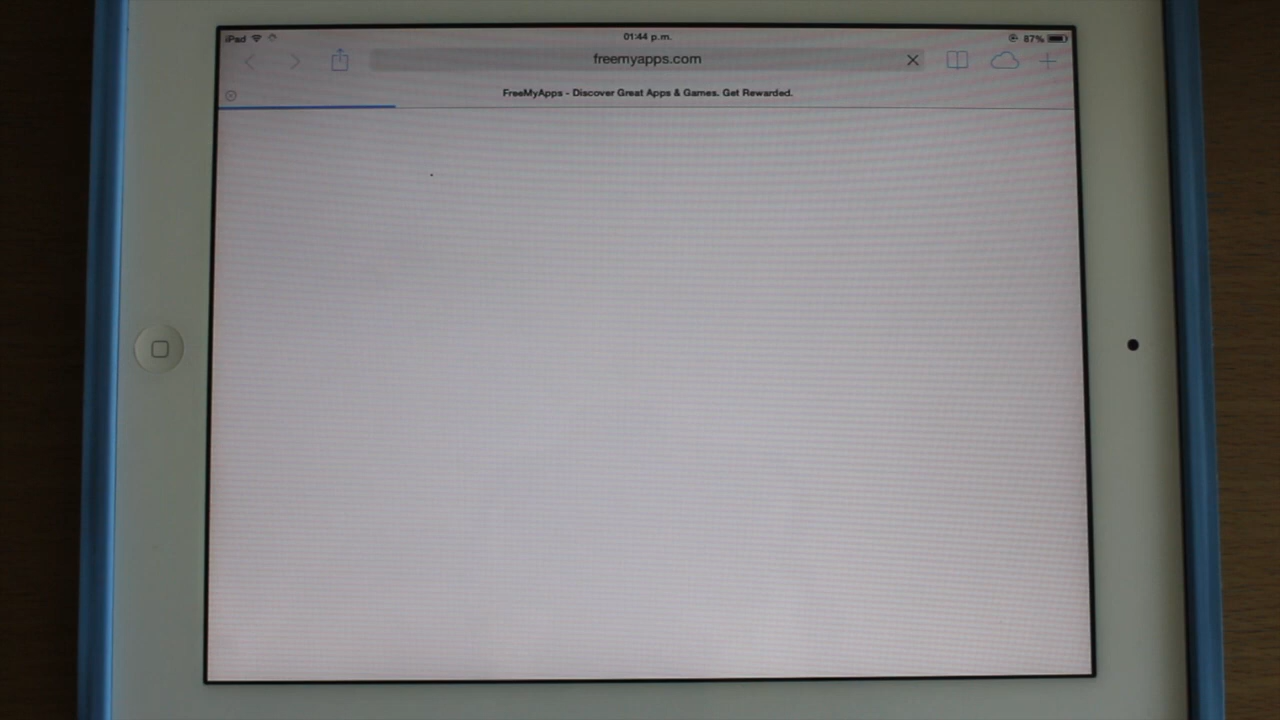 iPad
01:44 p.m.
87%
freemyapps.com
FreeMyApps - Discover Great Apps & Games. Get Rewarded.